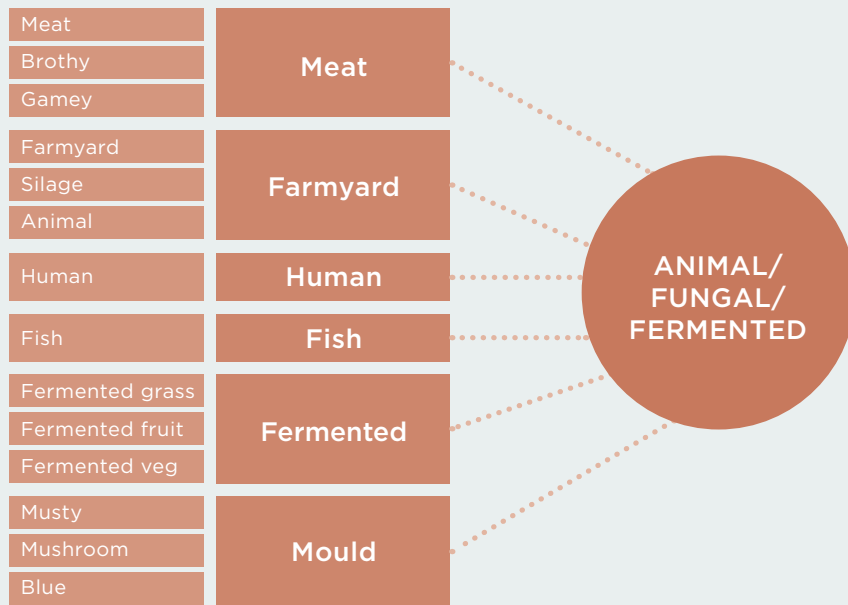 Meat
Brothy
Gamey
Meat
Farmyard
Silage
Animal
Farmyard
Human
Human
Fish
Fish
Fermented grass
Fermented fruit
Fermented veg
Fermented
Musty
Mushroom
Blue
Mould
ANIMAL/
FUNGAL/
FERMENTED